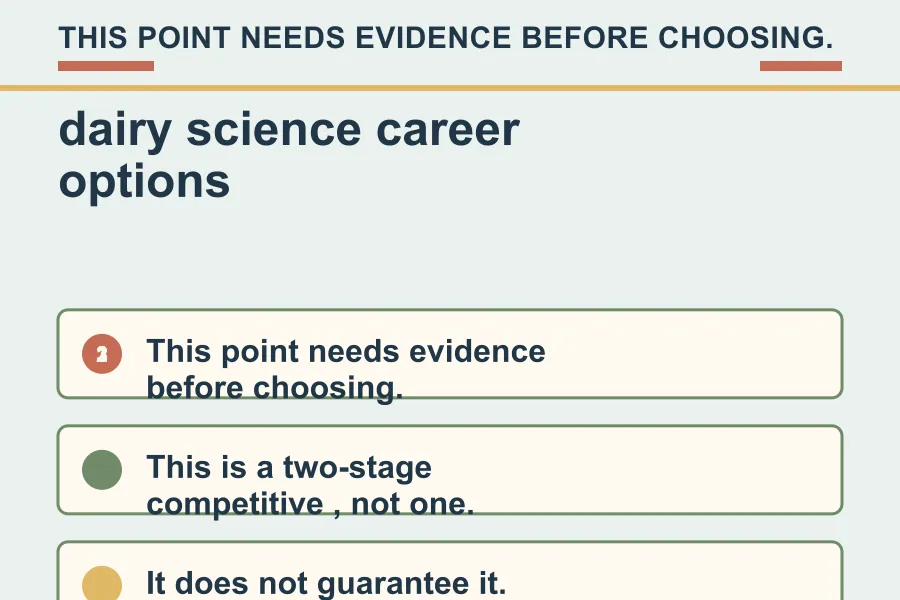 THIS POINT NEEDS EVIDENCE BEFORE CHOOSING.
dairy science career
options
This point needs evidence
before choosing.
This is a two-stage
competitive , not one.
It does not guarantee it.